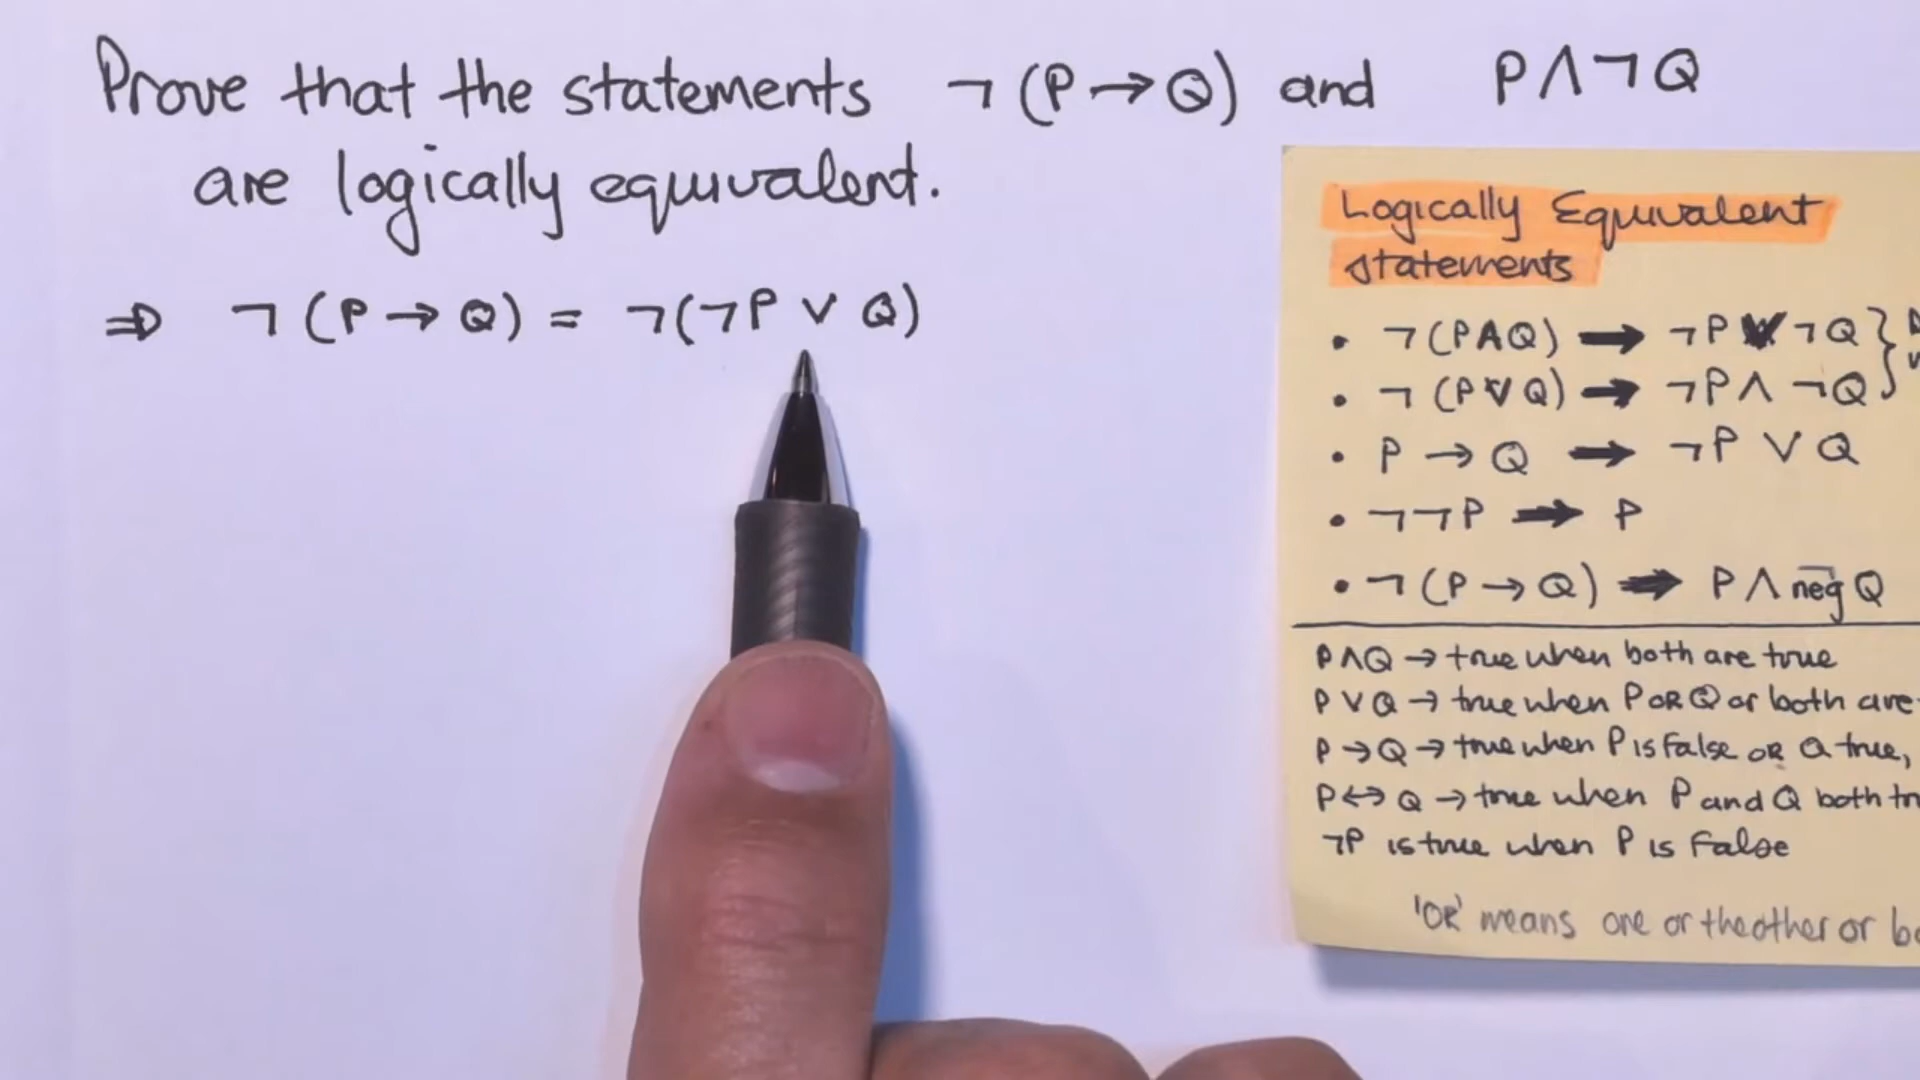 Prove that the statements ¬(P→Q) and P∧¬Q
are logically equivalent.
⇒ ¬(P→Q) = ¬(¬P∨Q)
Logically Equivalent
statements
• ¬(P∧Q) → ¬P∨¬Q}
• ¬(P∨Q) → ¬P∧¬Q
• P→Q → ¬P∨Q
• ¬¬P → P
• ¬(P→Q) → P∧neg Q
P∧Q → true when both are true
P∨Q → true when P OR Q or both are
P→Q → true when P is False OR Q true,
P↔Q → true when P and Q both
¬P is true when P is False
'OR' means one or the other or